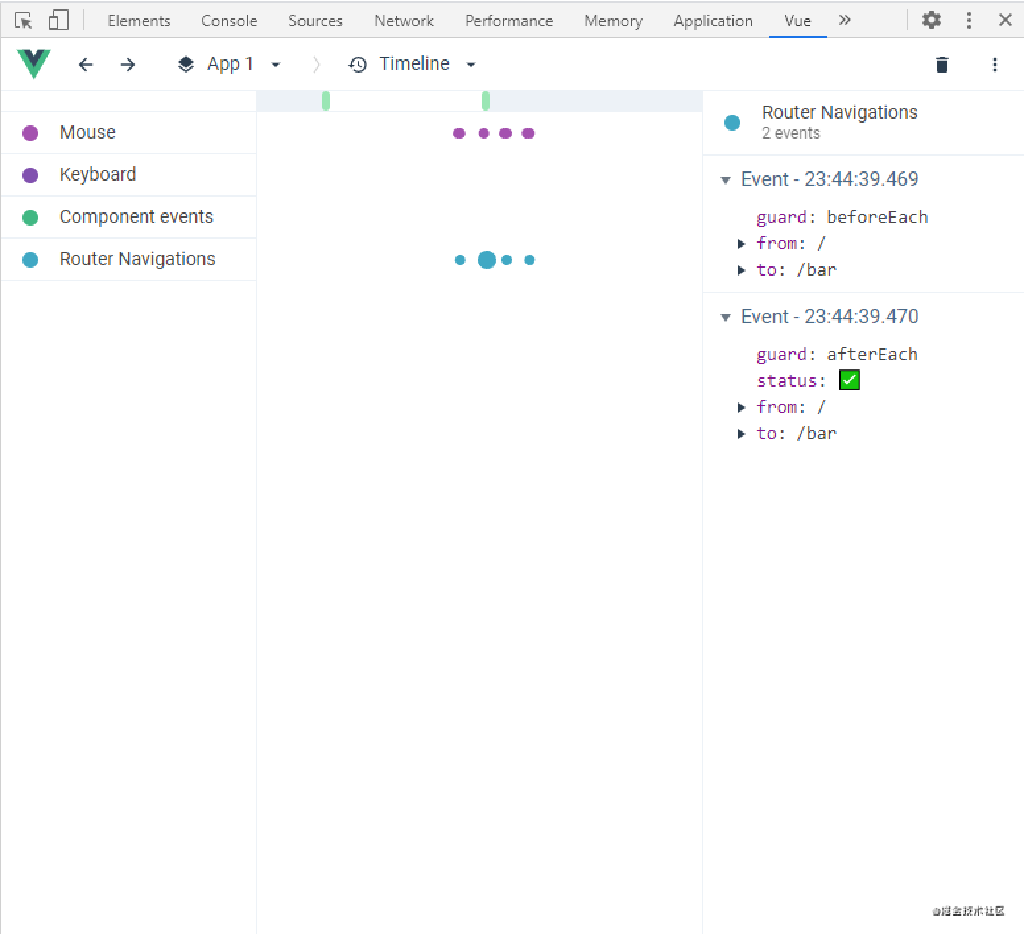 Elements Console Sources Network Performance Memory Application Vue
App 1 Timeline
Mouse
Keyboard
Component events
Router Navigations
Router Navigations
2 events
Event - 23:44:39.469
guard: beforeEach
from: /
to: /bar
Event - 23:44:39.470
guard: afterEach
status: ✅
from: /
to: /bar
@掘金技术社区